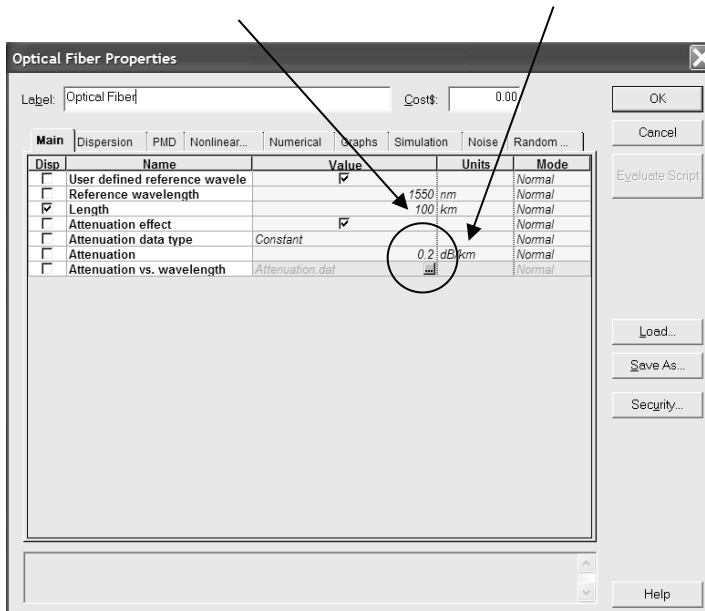 Optical Fiber Properties
Label: Optical Fiber Cost$: 0.00 OK
Main Dispersion PMD Nonlinear... Numerical Graphs Simulation Noise Random ... Cancel
Disp Name Value Units Mode Evaluate Script
User defined reference wavele Normal
Reference wavelength 1550 nm Normal
Length 100 km Normal
Attenuation effect Normal
Attenuation data type Constant Normal
Attenuation 0.2 dB/km Normal
Attenuation vs. wavelength Attenuation.dat ... Normal
Load...
Save As...
Security...
Help